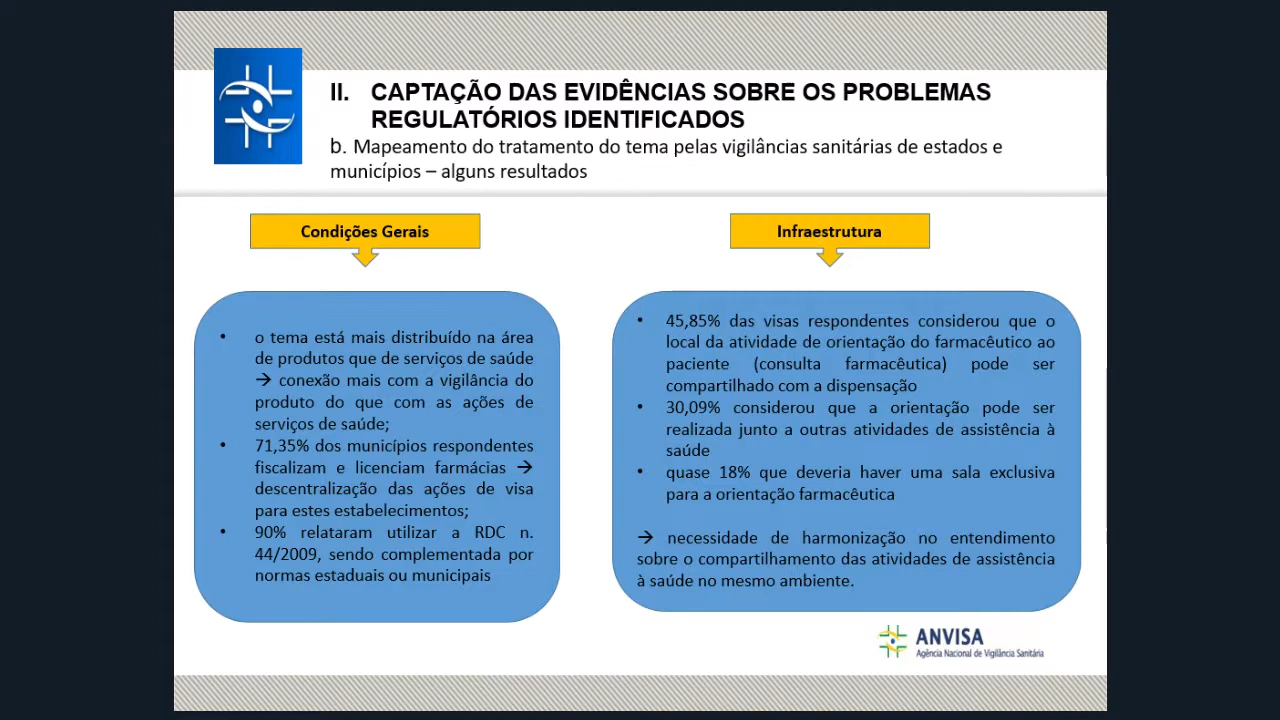 II. CAPTAÇÃO DAS EVIDÊNCIAS SOBRE OS PROBLEMAS
REGULATÓRIOS IDENTIFICADOS
b. Mapeamento do tratamento do tema pelas vigilâncias sanitárias de estados e
municípios – alguns resultados
Condições Gerais
• o tema está mais distribuído na área
de produtos que de serviços de saúde
→ conexão mais com a vigilância do
produto do que com as ações de
serviços de saúde;
• 71,35% dos municípios respondentes
fiscalizam e licenciam farmácias →
descentralização das ações de visa
para estes estabelecimentos;
• 90% relataram utilizar a RDC n.
44/2009, sendo complementada por
normas estaduais ou municipais
Infraestrutura
• 45,85% das visas respondentes considerou que o
local da atividade de orientação do farmacêutico ao
paciente (consulta farmacêutica) pode ser
compartilhado com a dispensação
• 30,09% considerou que a orientação pode ser
realizada junto a outras atividades de assistência à
saúde
• quase 18% que deveria haver uma sala exclusiva
para a orientação farmacêutica
→ necessidade de harmonização no entendimento
sobre o compartilhamento das atividades de assistência
à saúde no mesmo ambiente.
ANVISA
Agência Nacional de Vigilância Sanitária